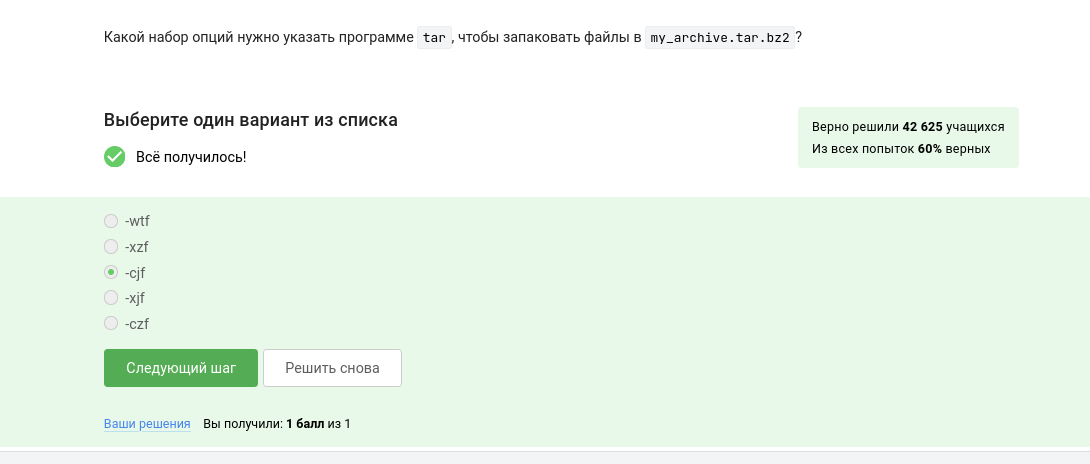 Какой набор опций нужно указать программе tar, чтобы запаковать файлы в my_archive.tar.bz2?
Выберите один вариант из списка
Всё получилось!
Верно решили 42 625 учащихся
Из всех попыток 60% верных
-wtf
-xzf
-cjf
-xjf
-czf
Следующий шаг
Решить снова
Ваши решения Вы получили: 1 балл из 1